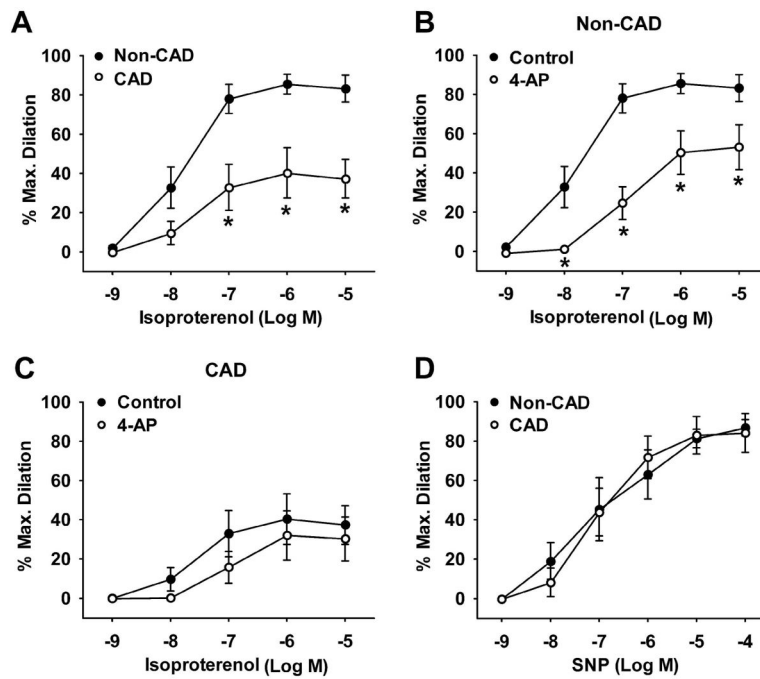 A
Non-CAD
CAD
% Max. Dilation
100
80
60
40
20
0
* * *
-9 -8 -7 -6 -5
Isoproterenol (Log M)
B
Non-CAD
Control
4-AP
% Max. Dilation
100
80
60
40
20
0
* * * *
-9 -8 -7 -6 -5
Isoproterenol (Log M)
C
CAD
Control
4-AP
% Max. Dilation
100
80
60
40
20
0
-9 -8 -7 -6 -5
Isoproterenol (Log M)
D
Non-CAD
CAD
% Max. Dilation
100
80
60
40
20
0
-9 -8 -7 -6 -5 -4
SNP (Log M)